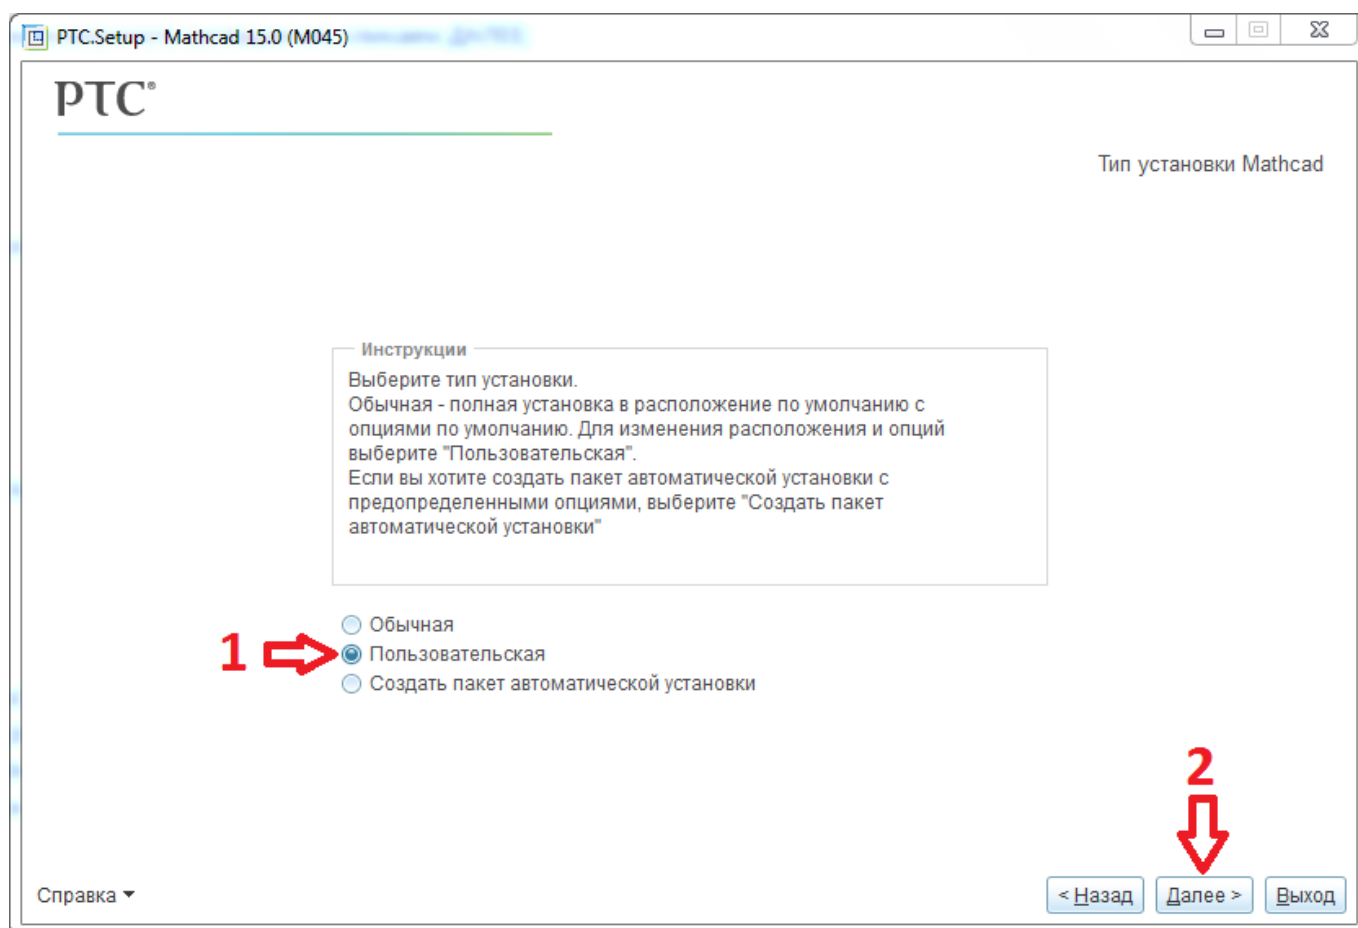 PTC.Setup - Mathcad 15.0 (M045)
PTC®
Тип установки Mathcad
Инструкции
Выберите тип установки.
Обычная - полная установка в расположение по умолчанию с
опциями по умолчанию. Для изменения расположения и опций
выберите "Пользовательская".
Если вы хотите создать пакет автоматической установки с
предопределенными опциями, выберите "Создать пакет
автоматической установки"
Обычная
1 Пользовательская
Создать пакет автоматической установки
2
Справка
< Назад Далее > Выход